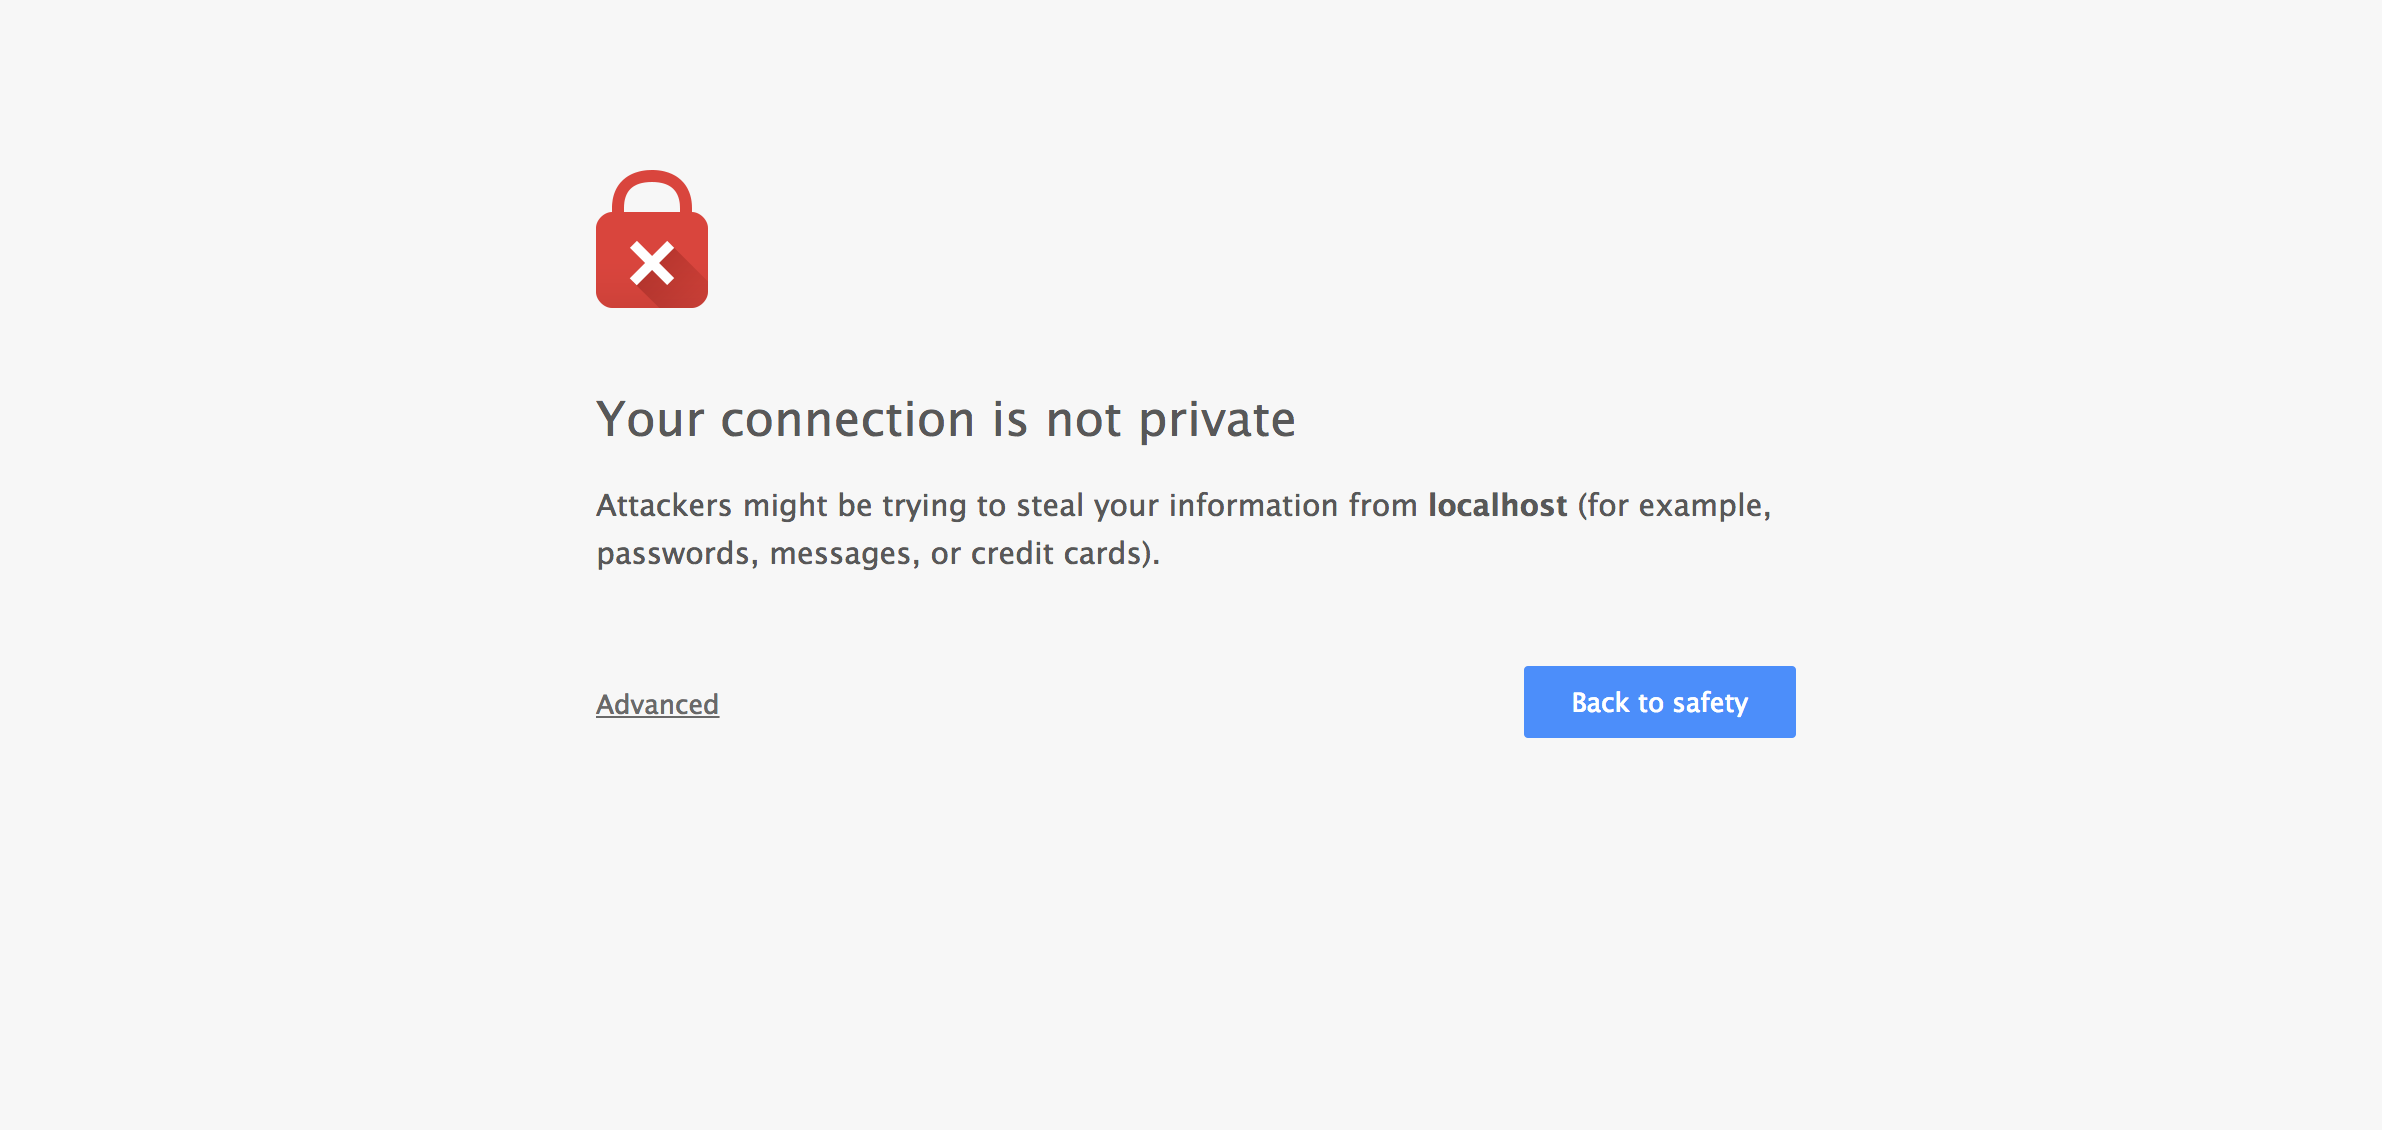 Your connection is not private
Attackers might be trying to steal your information from localhost (for example,
passwords, messages, or credit cards).
Advanced
Back to safety